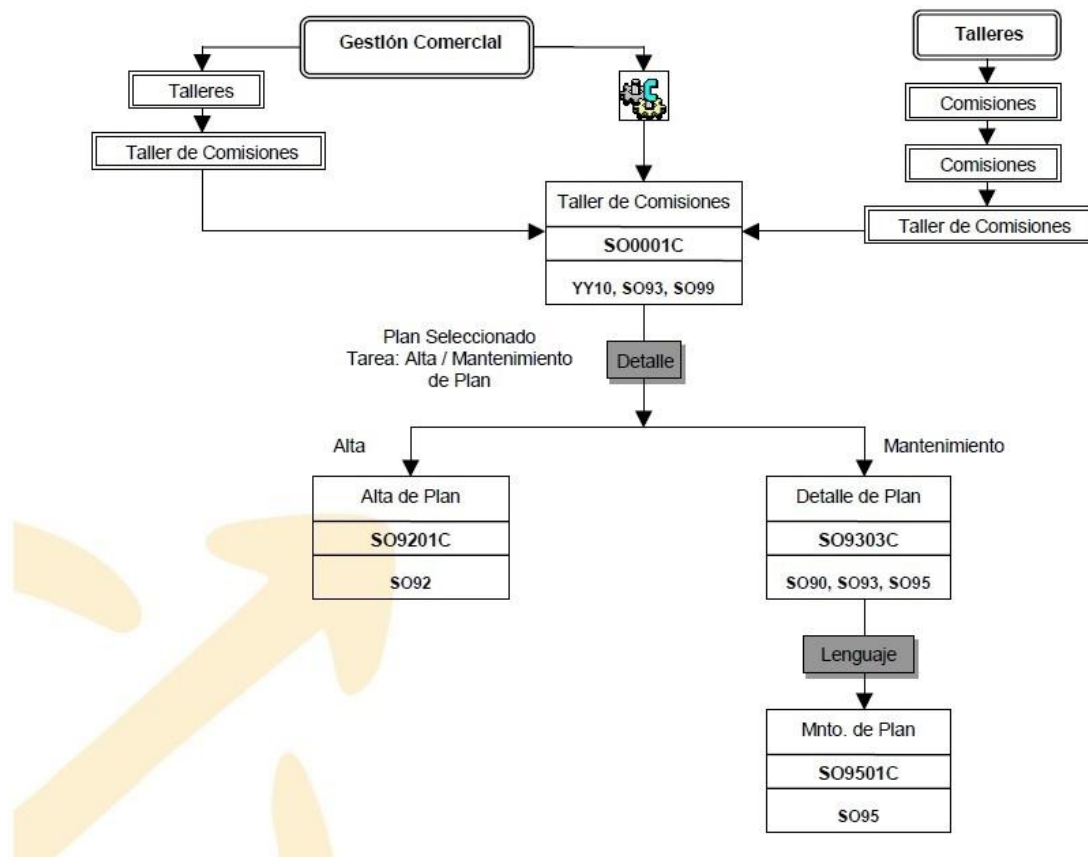 Gestión Comercial
Talleres
Talleres
Comisiones
Taller de Comisiones
Comisiones
Taller de Comisiones
Taller de Comisiones
SO0001C
YY10, SO93, SO99
Plan Seleccionado
Tarea: Alta / Mantenimiento
de Plan
Detalle
Alta
Mantenimiento
Alta de Plan
SO9201C
SO92
Detalle de Plan
SO9303C
SO90, SO93, SO95
Lenguaje
Mnto. de Plan
SO9501C
SO95